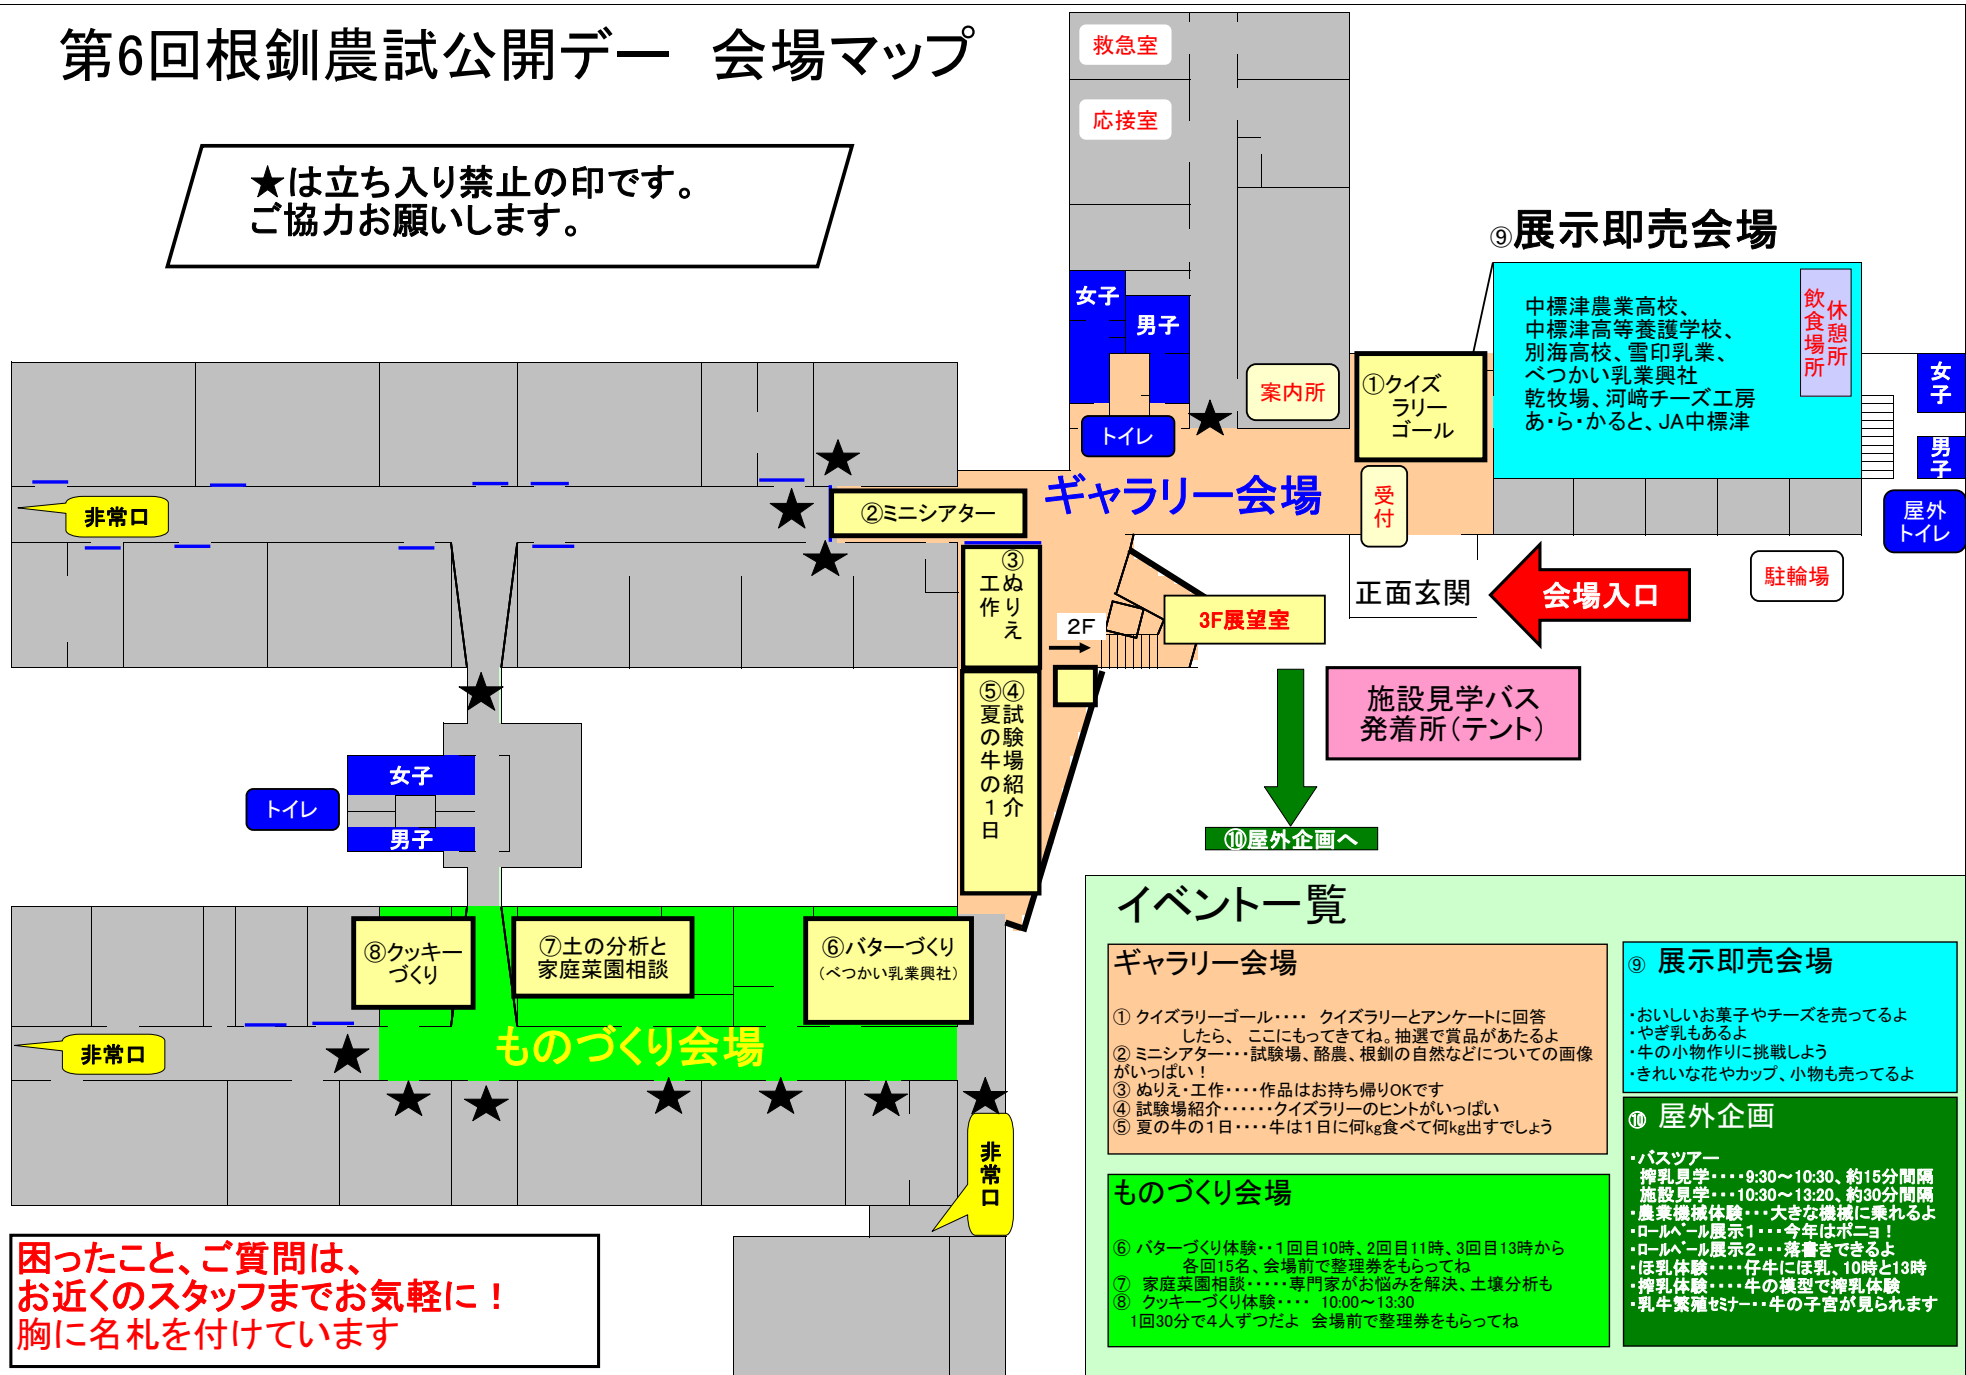 第6回根釧農試公開デー　会場マップ
★は立ち入り禁止の印です。
ご協力お願いします。
救急室
応接室
女子
男子
トイレ
案内所
①クイズ
ラリー
ゴール
受付
⑨展示即売会場
中標津農業高校、
中標津高等養護学校、
別海高校、雪印乳業、
べつかい乳業興社
乾牧場、河﨑チーズ工房
あ・ら・かると、JA中標津
休憩所
飲食場所
女子
男子
屋外
トイレ
駐輪場
ギャラリー会場
②ミニシアター
③ぬりえ
工作
④試験場紹介
⑤夏の牛の1日
2F
3F展望室
正面玄関
会場入口
施設見学バス
発着所（テント）
⑩屋外企画へ
非常口
女子
男子
トイレ
⑧クッキー
づくり
⑦土の分析と
家庭菜園相談
⑥バターづくり
（べつかい乳業興社）
ものづくり会場
非常口
非常口
困ったこと、ご質問は、
お近くのスタッフまでお気軽に！
胸に名札を付けています
イベント一覧
ギャラリー会場
① クイズラリーゴール････　クイズラリーとアンケートに回答
したら、　ここにもってきてね。抽選で賞品があたるよ
② ミニシアター･･･試験場、酪農、根釧の自然などについての画像
がいっぱい！
③ ぬりえ・工作････作品はお持ち帰りOKです
④ 試験場紹介･･････クイズラリーのヒントがいっぱい
⑤ 夏の牛の1日････牛は1日に何kg食べて何kg出すでしょう
ものづくり会場
⑥ バターづくり体験･･1回目10時、2回目11時、3回目13時から
各回15名、会場前で整理券をもらってね
⑦　家庭菜園相談･････専門家がお悩みを解決、土壌分析も
⑧　クッキーづくり体験････　10:00～13:30
1回30分で4人ずつだよ　会場前で整理券をもらってね
⑨ 展示即売会場
・おいしいお菓子やチーズを売ってるよ
・やぎ乳もあるよ
・牛の小物作りに挑戦しよう
・きれいな花やカップ、小物も売ってるよ
⑩ 屋外企画
・バスツアー
搾乳見学････9:30～10:30、約15分間隔
施設見学･･･10:30～13:20、約30分間隔
・農業機械体験･･･大きな機械に乗れるよ
・ﾛｰﾙﾍﾞｰﾙ展示1･･･今年はポニョ！
・ﾛｰﾙﾍﾞｰﾙ展示2･･･落書きできるよ
・ほ乳体験････仔牛にほ乳、10時と13時
・搾乳体験････牛の模型で搾乳体験
・乳牛繁殖ｾﾐﾅｰ･･･牛の子宮が見られます